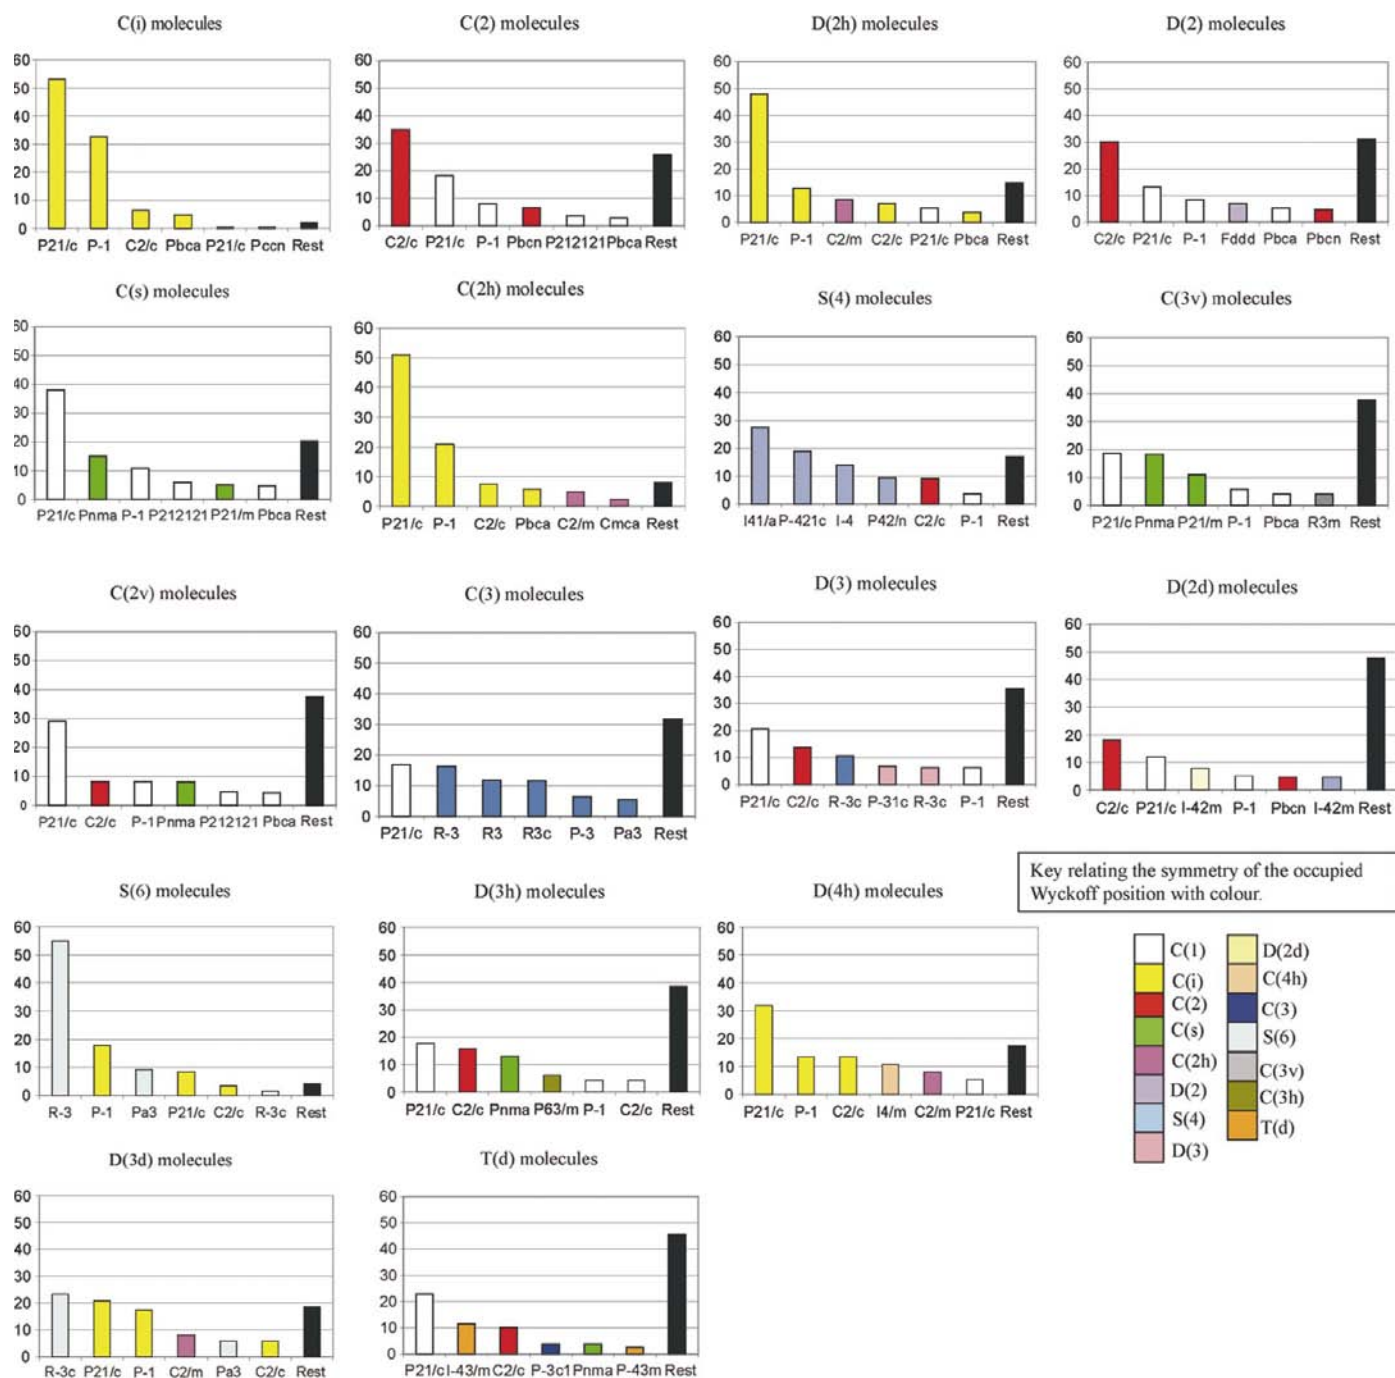 C(i) molecules
60
50
40
30
20
10
0
P21/c P-1 C2/c Pbca P21/c Pccn Rest
C(2) molecules
60
50
40
30
20
10
0
C2/c P21/c P-1 Pbcn P212121 Pbca Rest
D(2h) molecules
60
50
40
30
20
10
0
P21/c P-1 C2/m C2/c P21/c Pbca Rest
D(2) molecules
60
50
40
30
20
10
0
C2/c P21/c P-1 Fddd Pbca Pbcn Rest
C(s) molecules
60
50
40
30
20
10
0
P21/c Pnma P-1 P212121 P21/m Pbca Rest
C(2h) molecules
60
50
40
30
20
10
0
P21/c P-1 C2/c Pbca C2/m Cmca Rest
S(4) molecules
60
50
40
30
20
10
0
I41/a P-421c I-4 P42/n C2/c P-1 Rest
C(3v) molecules
60
50
40
30
20
10
0
P21/c Pnma P21/m P-1 Pbca R3m Rest
C(2v) molecules
60
50
40
30
20
10
0
P21/c C2/c P-1 Pnma P212121 Pbca Rest
C(3) molecules
60
50
40
30
20
10
0
P21/c R-3 R3 R3c P-3 Pa3 Rest
D(3) molecules
60
50
40
30
20
10
0
P21/c C2/c R-3c P-31c R-3c P-1 Rest
D(2d) molecules
60
50
40
30
20
10
0
C2/c P21/c I-42m P-1 Pbcn I-42m Rest
S(6) molecules
60
50
40
30
20
10
0
R-3 P-1 Pa3 P21/c C2/c R-3c Rest
D(3h) molecules
60
50
40
30
20
10
0
P21/c C2/c Pnma P63/m P-1 C2/c Rest
D(4h) molecules
60
50
40
30
20
10
0
P21/c P-1 C2/c I4/m C2/m P21/c Rest
Key relating the symmetry of the occupied
Wyckoff position with colour.
C(1)
C(i)
C(2)
C(s)
C(2h)
D(2)
S(4)
D(3)
D(2d)
C(4h)
C(3)
S(6)
C(3v)
C(3h)
T(d)
D(3d) molecules
60
50
40
30
20
10
0
R-3c P21/c P-1 C2/m Pa3 C2/c Rest
T(d) molecules
60
50
40
30
20
10
0
P21/c I-43/m C2/c P-3c1 Pnma P-43m Rest